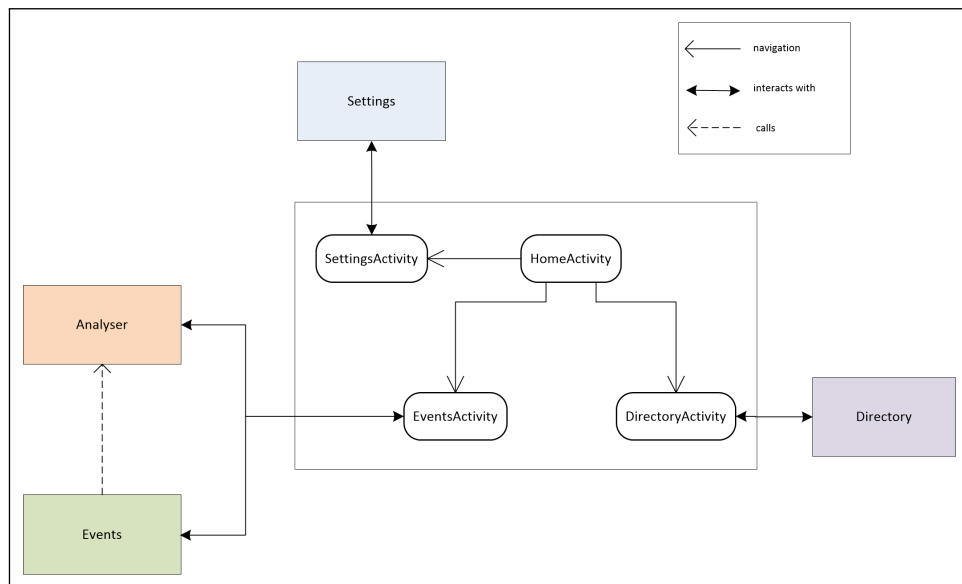 navigation
Settings
interacts with
calls
SettingsActivity
HomeActivity
Analyser
EventsActivity
DirectoryActivity
Directory
Events